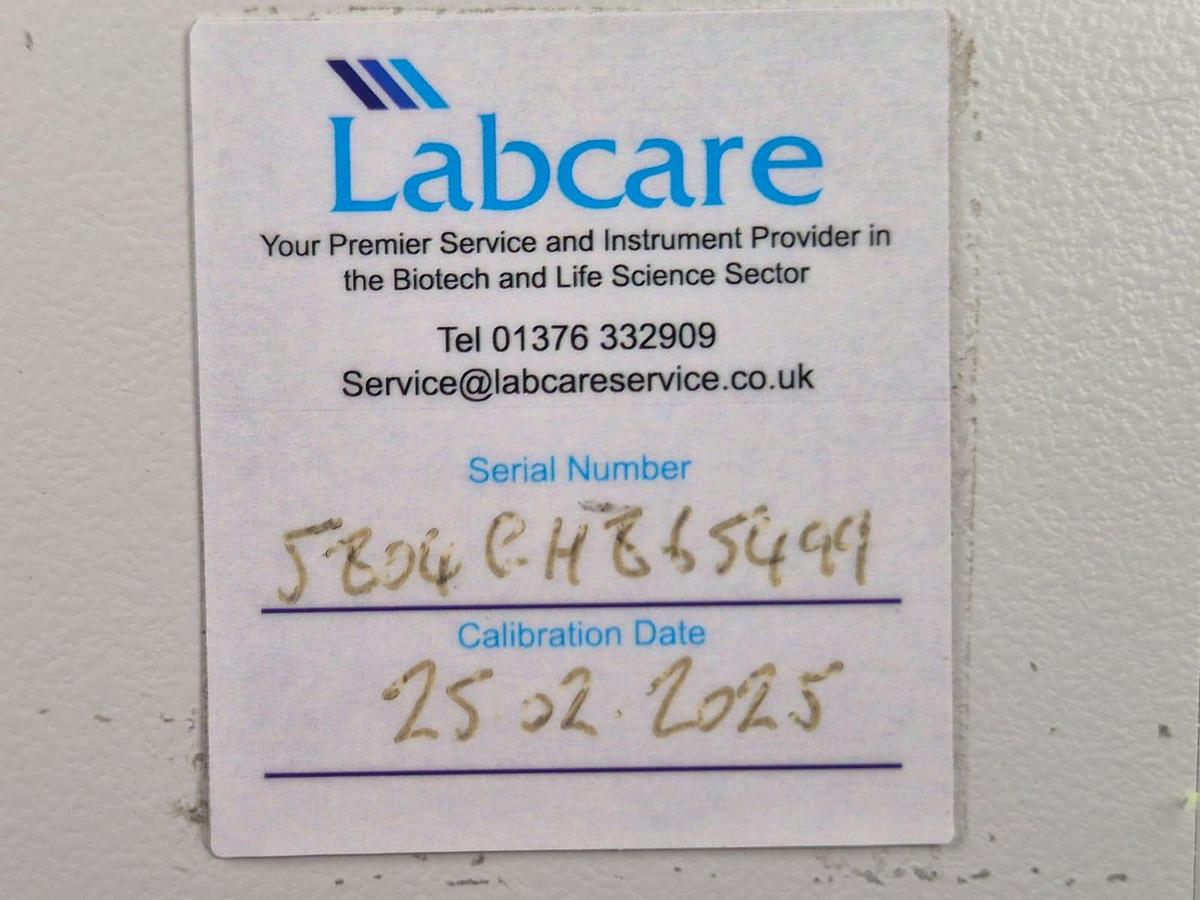 Labcare
Your Premier Service and Instrument Provider in
the Biotech and Life Science Sector
Tel 01376 332909
Service@labcareservice.co.uk
Serial Number
Calibration Date
25.02.2025